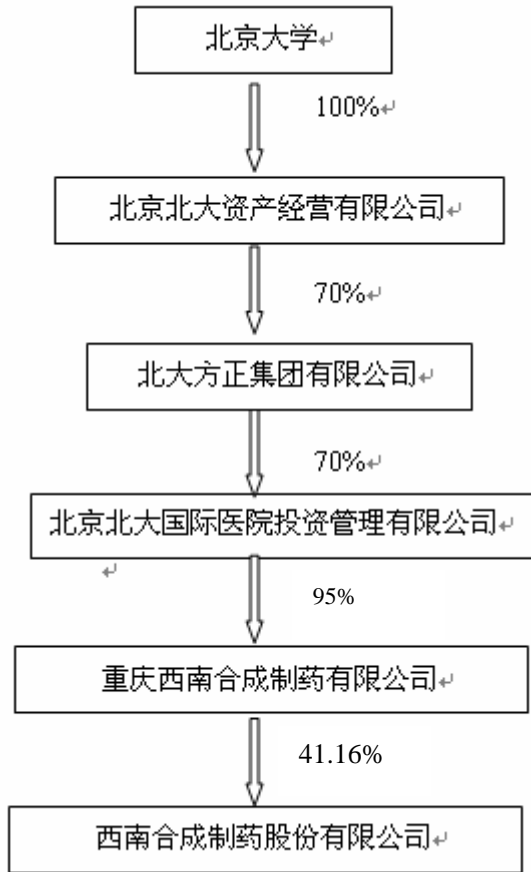 北京大学↵
100%
北京北大资产经营有限公司↵
70%↵
北大方正集团有限公司↵
70%↵
北京北大国际医院投资管理有限公司↵
↵
95%
重庆西南合成制药有限公司↵
41.16%
西南合成制药股份有限公司↵